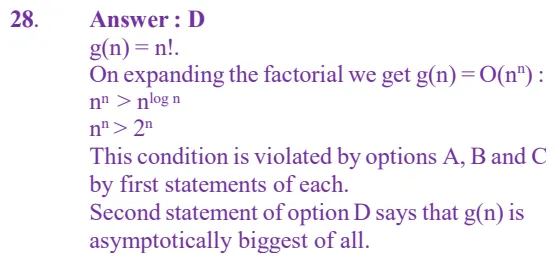 28.	Answer : D
g(n) = n!.
On expanding the factorial we get g(n) = O(nⁿ) :
nⁿ > n^log n
nⁿ > 2ⁿ
This condition is violated by options A, B and C
by first statements of each.
Second statement of option D says that g(n) is
asymptotically biggest of all.